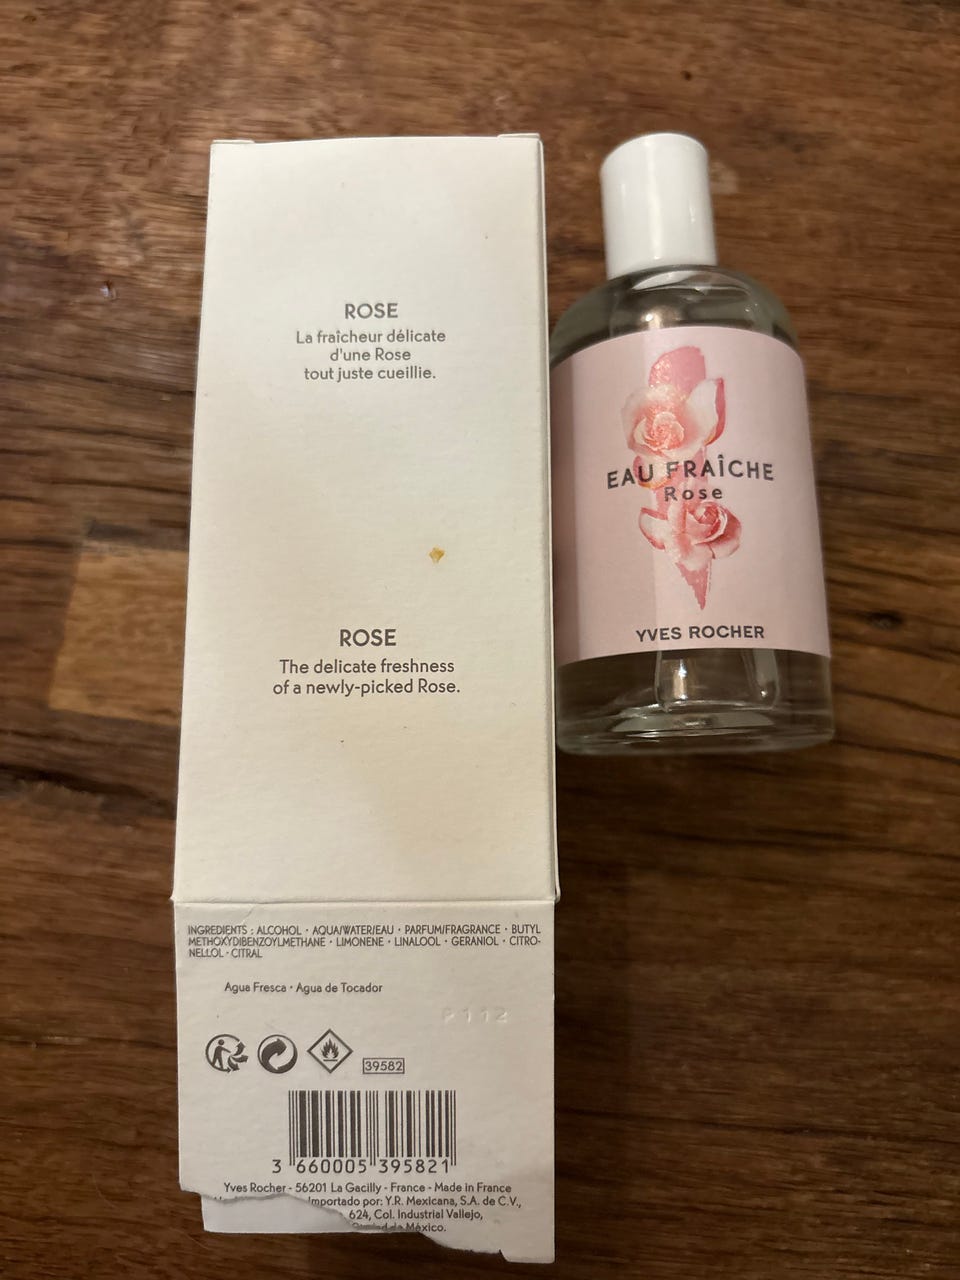 ROSE
La fraîcheur délicate
d'une Rose
tout juste cueillie.
ROSE
The delicate freshness
of a newly-picked Rose.
INGREDIENTS : ALCOHOL · AQUA/WATER/EAU · PARFUM/FRAGRANCE · BUTYL
METHOXYDIBENZOYLMETHANE · LIMONENE · LINALOOL · GERANIOL · CITRO-
NELLOL · CITRAL
Agua Fresca · Agua de Tocador
P112
39582
3 660005 395821
Yves Rocher - 56201 La Gacilly - France - Made in France
Importado por: Y.R. Mexicana, S.A. de C.V.,
624, Col. Industrial Vallejo,
de México.
EAU FRAÎCHE
Rose
YVES ROCHER